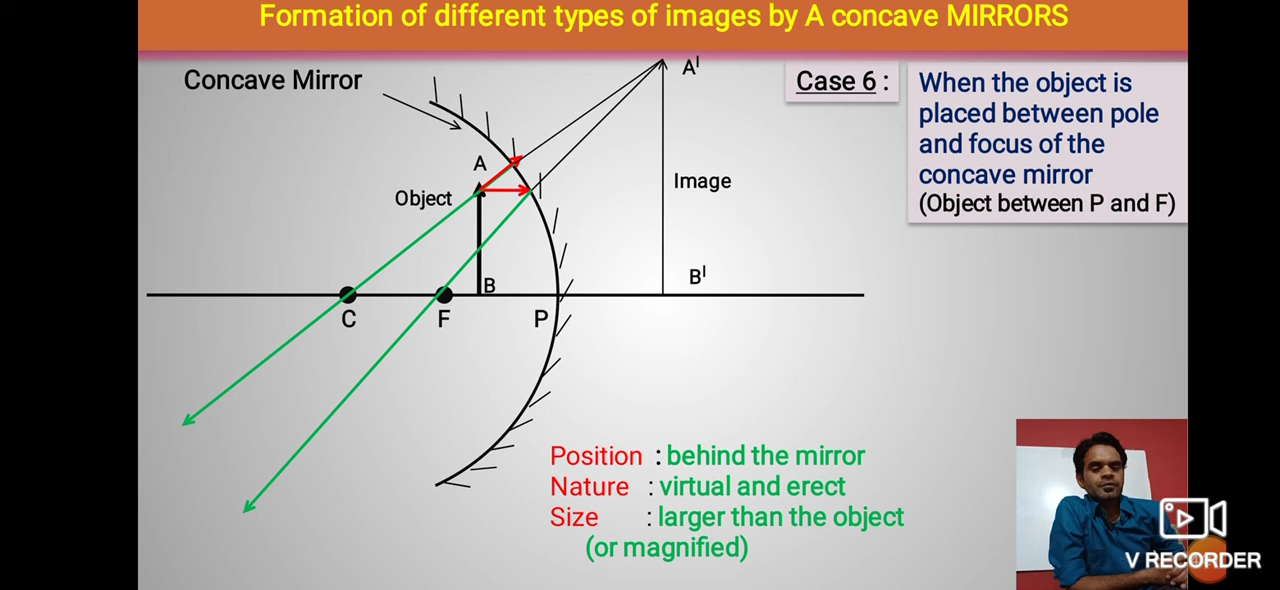 Formation of different types of images by A concave MIRRORS
Concave Mirror
A
Object
B
C
F
P
Aᴵ
Image
Bᴵ
Case 6 :
When the object is
placed between pole
and focus of the
concave mirror
(Object between P and F)
Position : behind the mirror
Nature : virtual and erect
Size : larger than the object
(or magnified)
V RECORDER